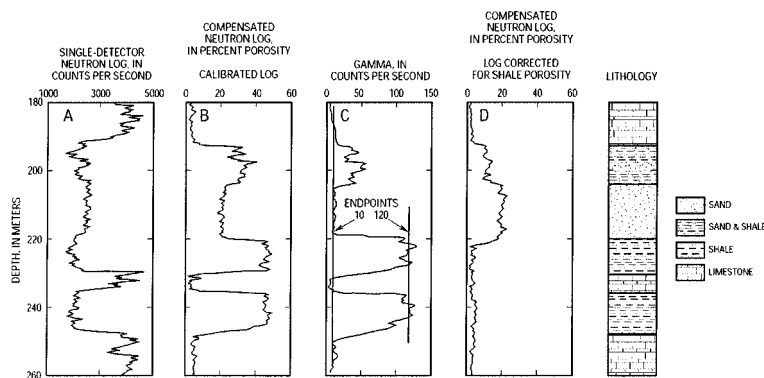 SINGLE-DETECTOR
NEUTRON LOG, IN
COUNTS PER SECOND
1000 3000 5000
COMPENSATED
NEUTRON LOG,
IN PERCENT POROSITY
CALIBRATED LOG
0 20 40 60
GAMMA, IN
COUNTS PER SECOND
0 50 100 150
COMPENSATED
NEUTRON LOG,
IN PERCENT POROSITY
LOG CORRECTED
FOR SHALE POROSITY
0 20 40 60
LITHOLOGY
A
B
C
D
DEPTH, IN METERS
180
200
220
240
260
ENDPOINTS
10 120
SAND
SAND & SHALE
SHALE
LIMESTONE